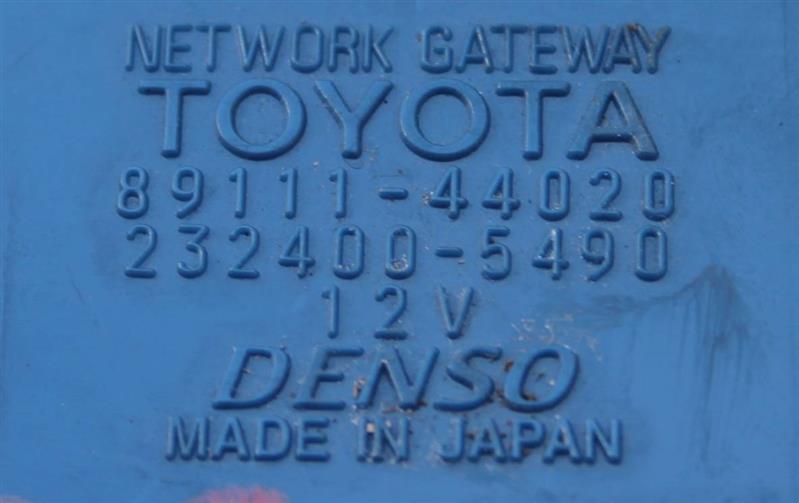 NETWORK GATEWAY
TOYOTA
89111-44020
232400-5490
12V
DENSO
MADE IN JAPAN